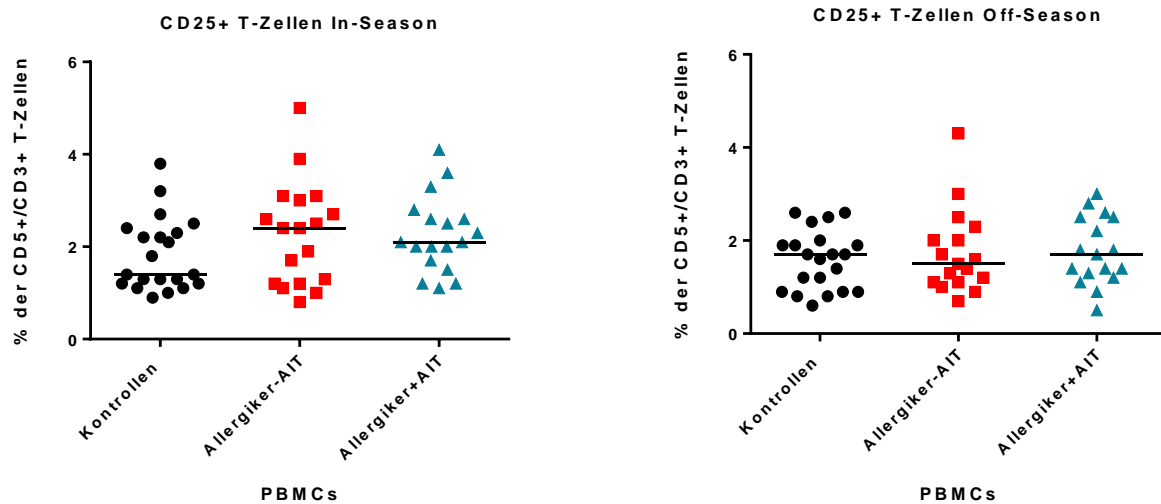 CD25+ T-Zellen In-Season
% der CD5+/CD3+ T-Zellen
6
4
2
0
Kontrollen
Allergiker-AIT
Allergiker+AIT
PBMCs
CD25+ T-Zellen Off-Season
% der CD5+/CD3+ T-Zellen
6
4
2
0
Kontrollen
Allergiker-AIT
Allergiker+AIT
PBMCs